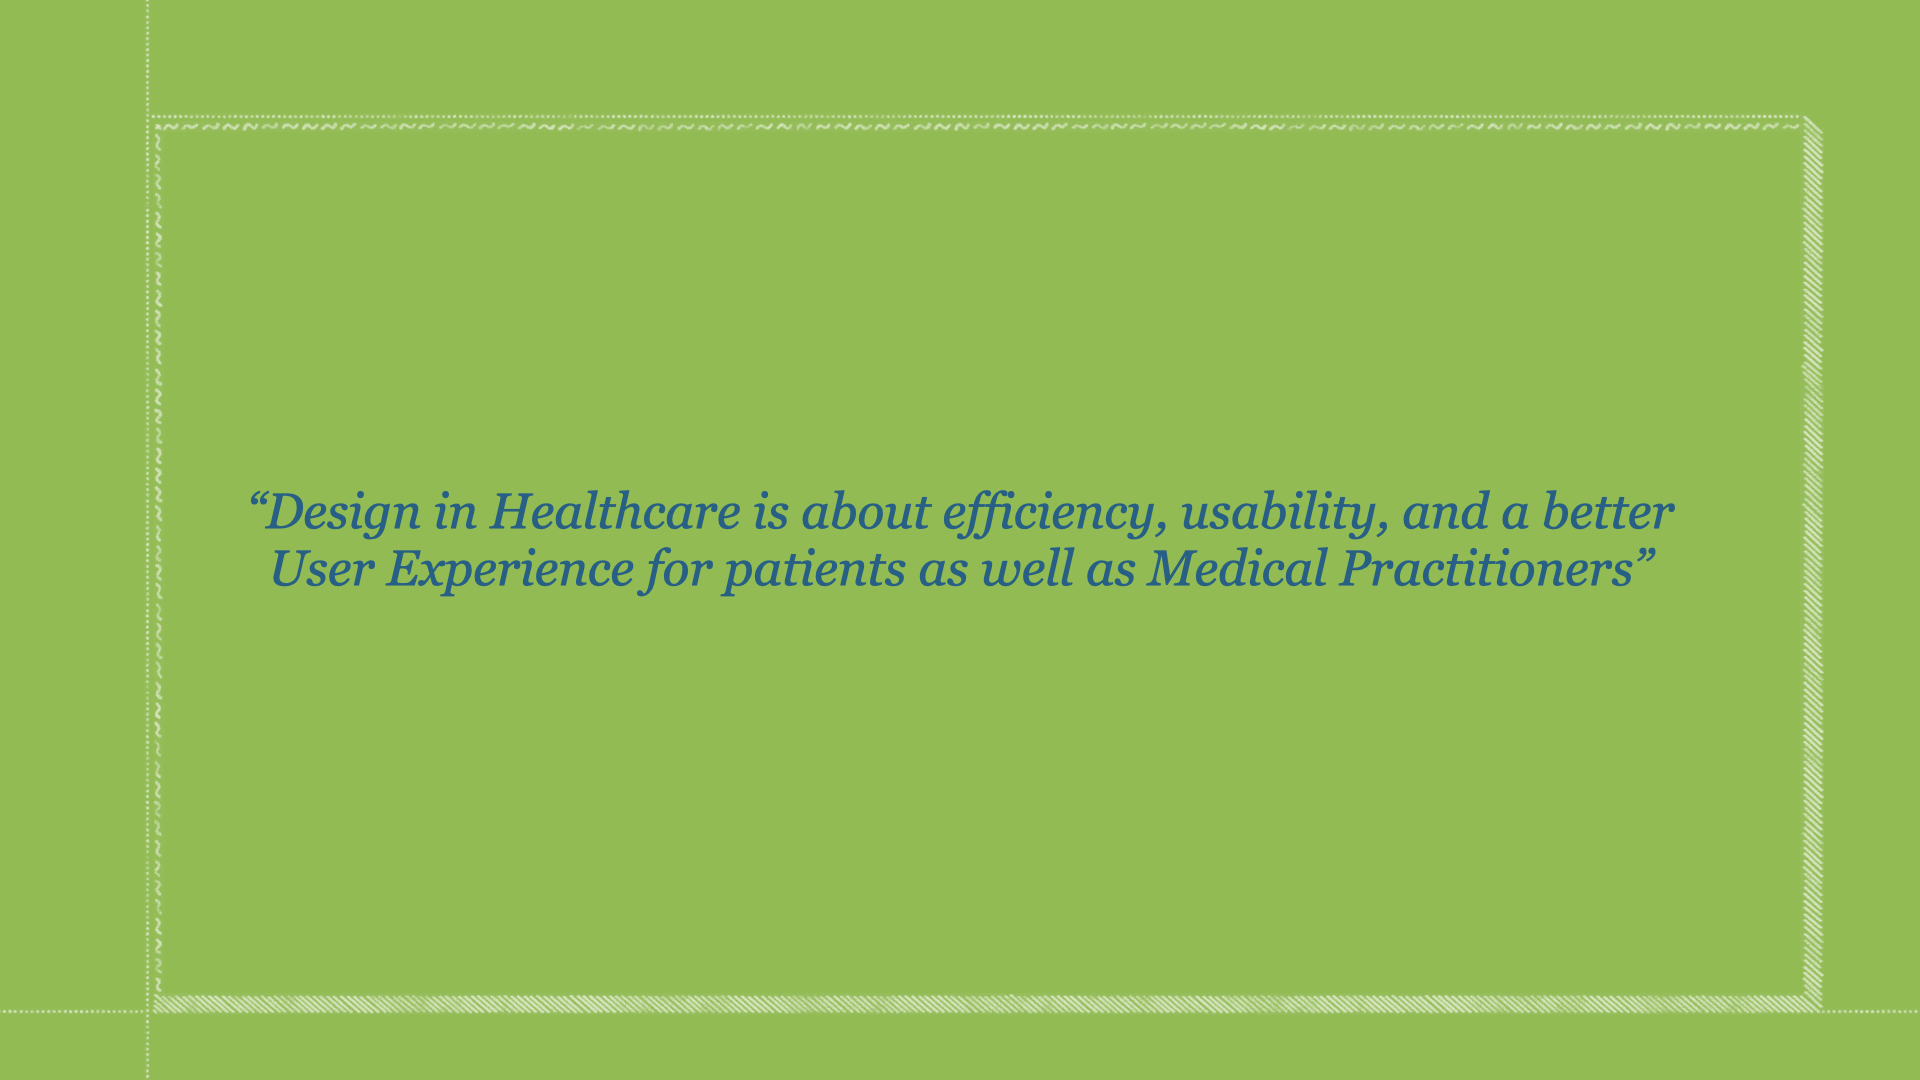 “Design in Healthcare is about efficiency, usability, and a better
User Experience for patients as well as Medical Practitioners”